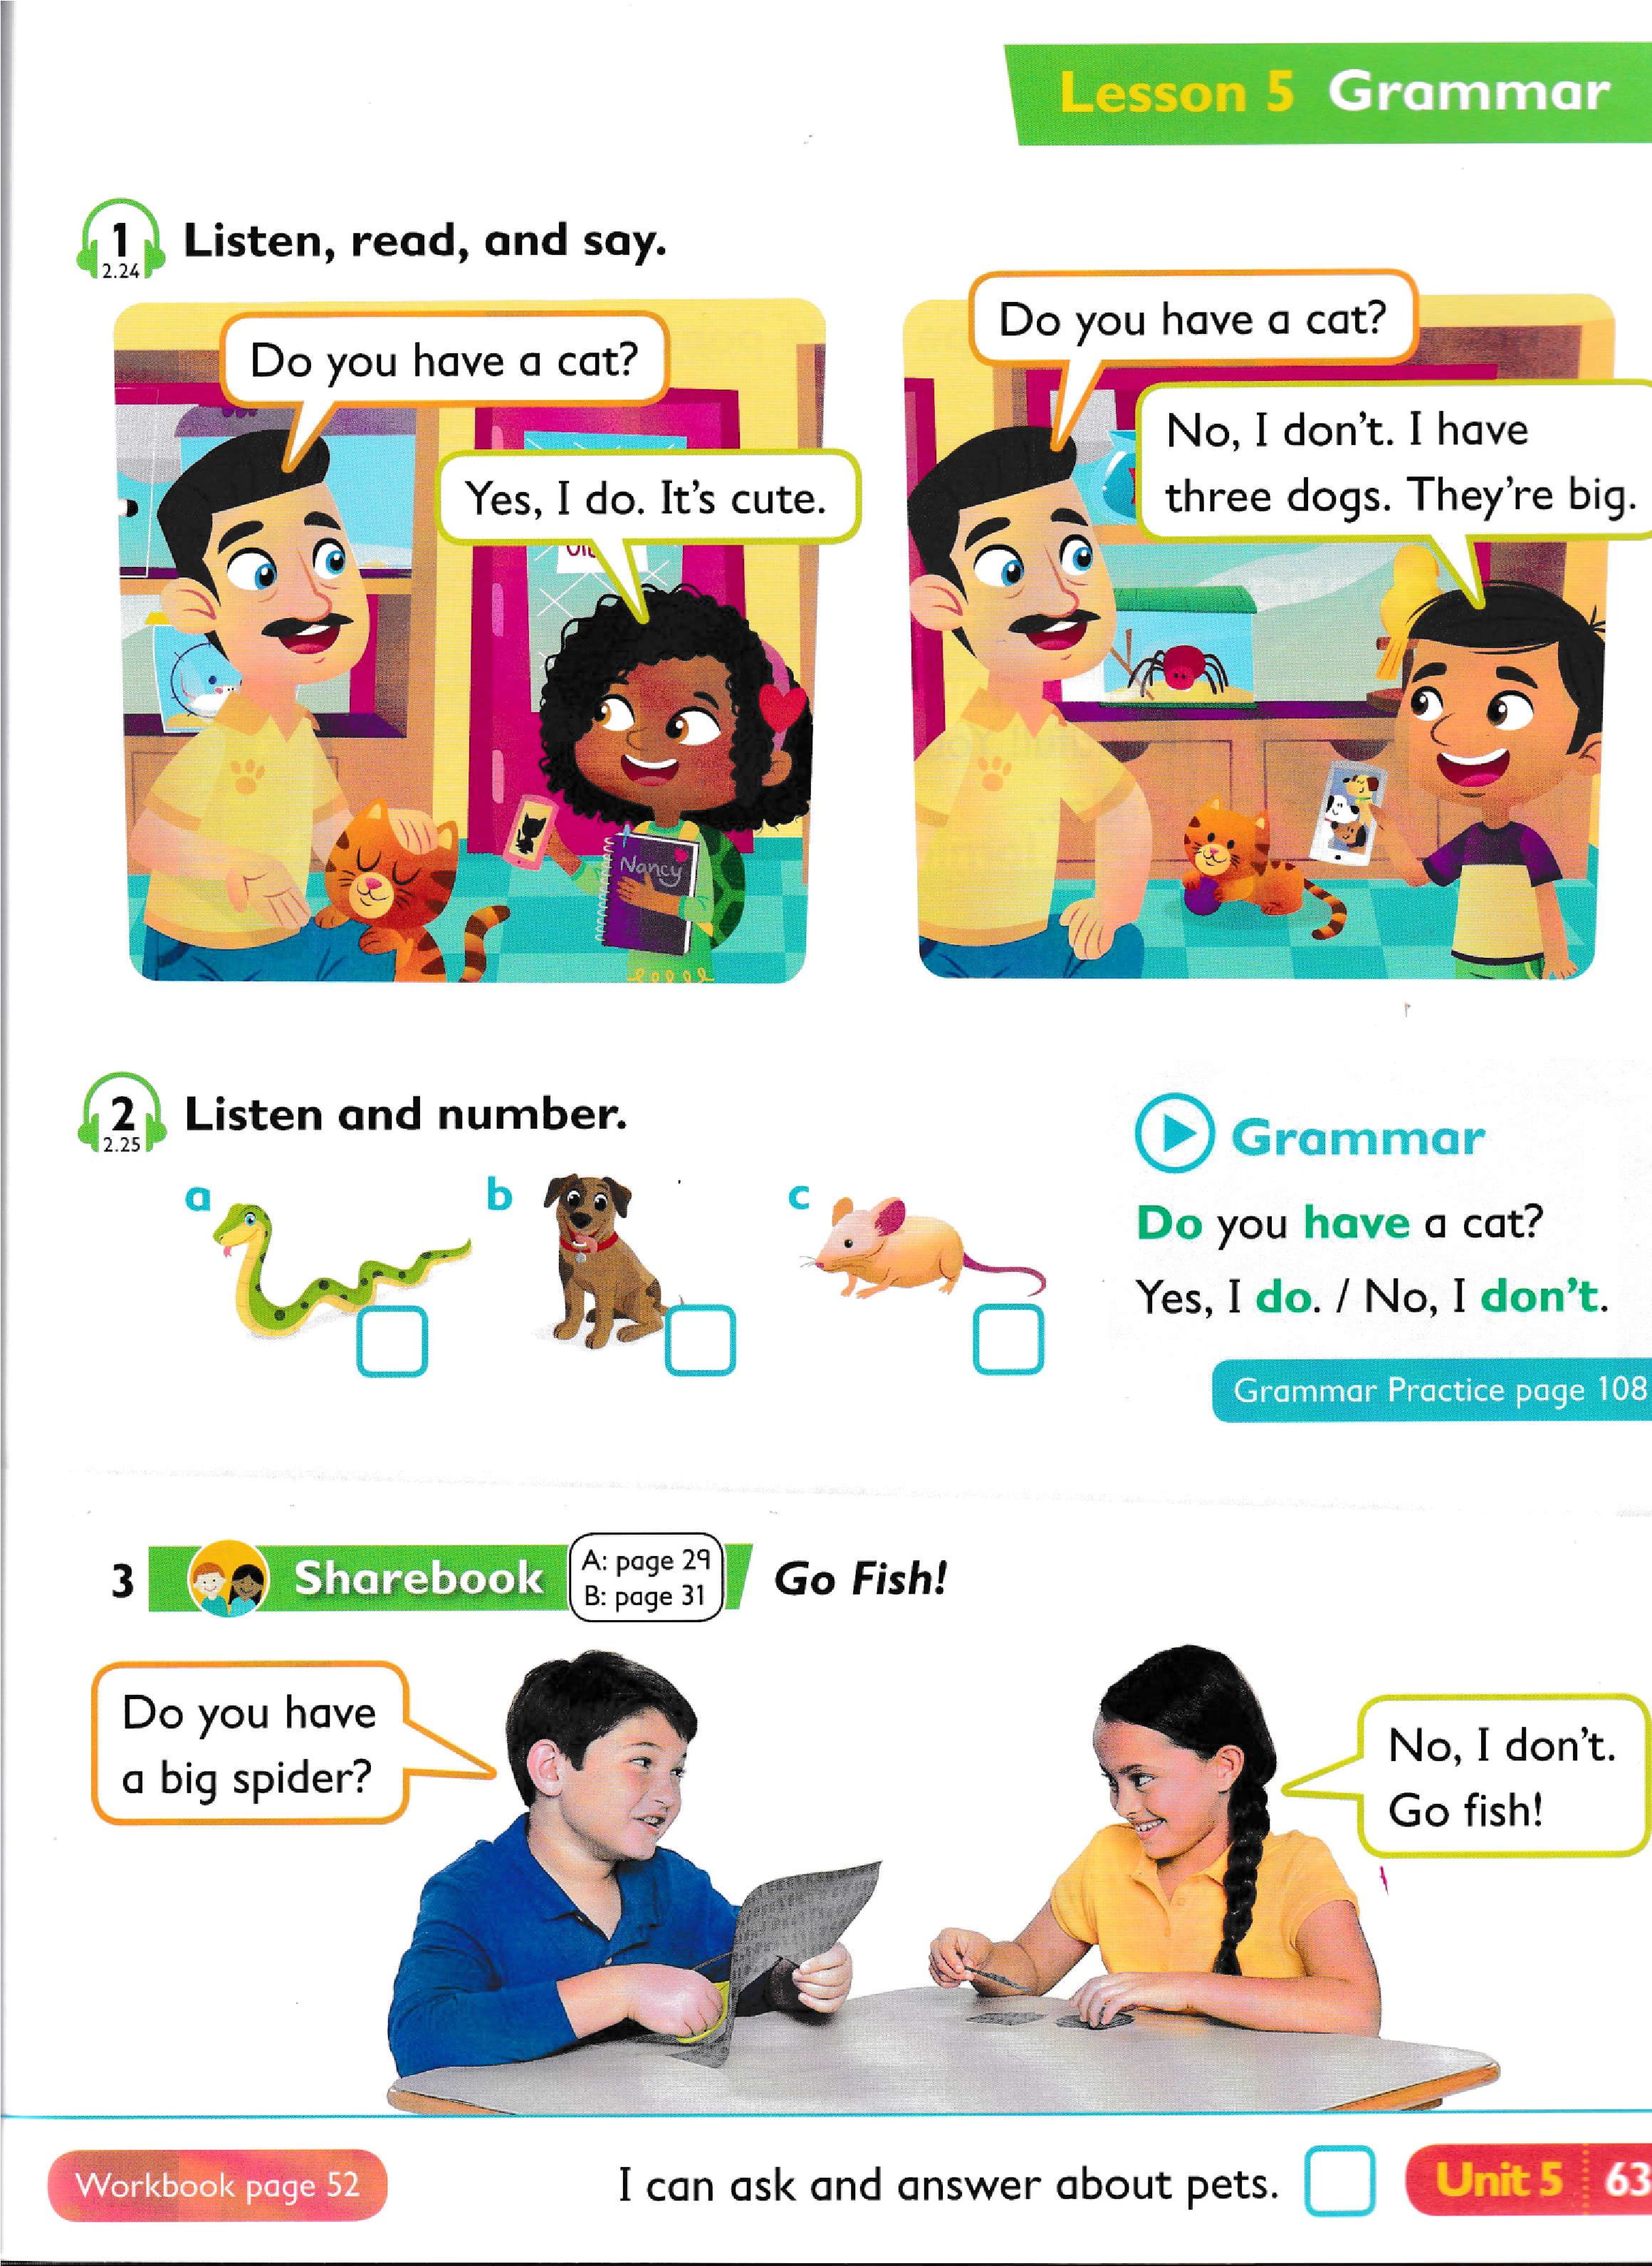 Lesson 5 Grammar
1
2.24
Listen, read, and say.
Do you have a cat?
Yes, I do. It's cute.
Nancy
Do you have a cat?
No, I don't. I have
three dogs. They're big.
2
2.25
Listen and number.
a
b
c
Grammar
Do you have a cat?
Yes, I do. / No, I don't.
Grammar Practice page 108
3
Sharebook
A: page 29
B: page 31
Go Fish!
Do you have
a big spider?
No, I don't.
Go fish!
Workbook page 52
I can ask and answer about pets.
Unit 5
63